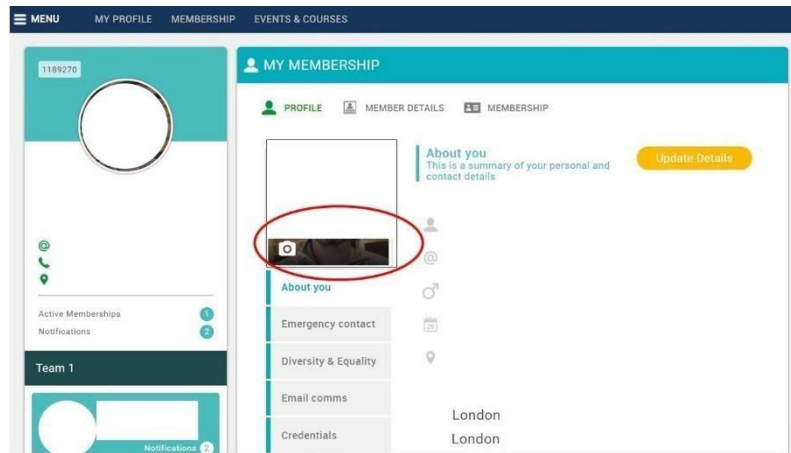 MENU MY PROFILE MEMBERSHIP EVENTS & COURSES
1189270
Active Memberships 1
Notifications 2
Team 1
Notifications 2
MY MEMBERSHIP
PROFILE MEMBER DETAILS MEMBERSHIP
About you
This is a summary of your personal and
contact details
Update Details
About you
Emergency contact
Diversity & Equality
Email comms
Credentials
London
London